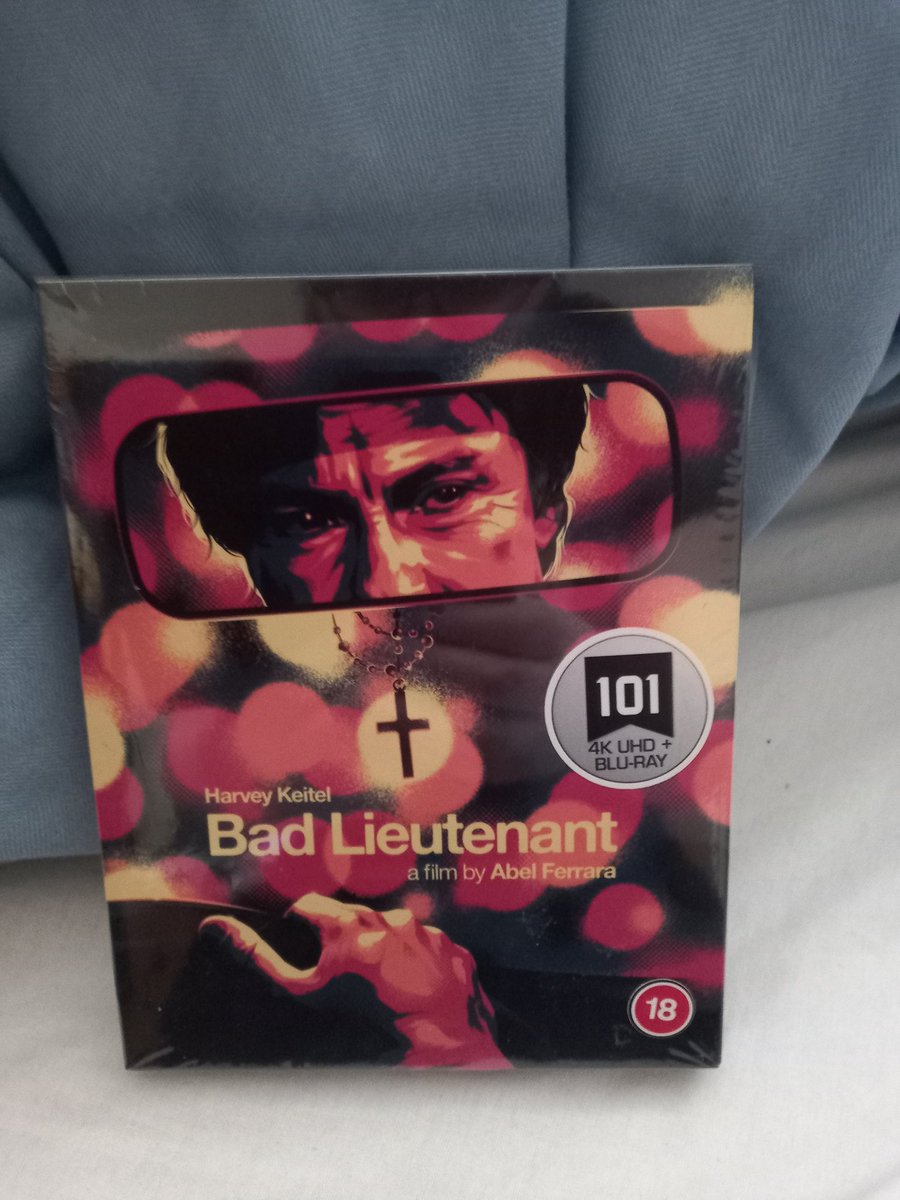 101
4K UHD +
BLU-RAY
Harvey Keitel
Bad Lieutenant
a film by Abel Ferrara
18